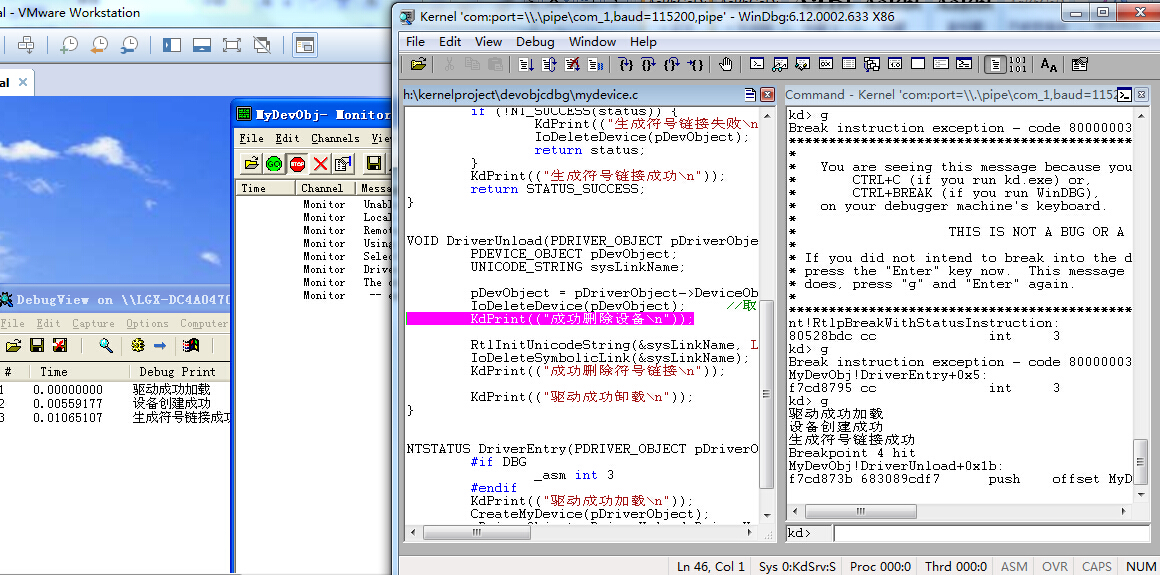 al - VMware Workstation
al ×
MyDevObj- Monitor
File Edit Channels Vie
Time Channel Messa
Monitor Unabl
Monitor Local
Monitor Remot
Monitor Using
Monitor Selec
Monitor Drive
Monitor The d
Monitor -- e
DebugView on \\LGX-DC4A0470
File Edit Capture Options Computer
# Time Debug Print
1 0.00000000 驱动成功加载
2 0.00559177 设备创建成功
3 0.01065107 生成符号链接成功
Kernel 'com:port=\\.\pipe\com_1,baud=115200,pipe' - WinDbg:6.12.0002.633 X86
File Edit View Debug Window Help
h:\kernelproject\devobjcdbg\mydevice.c
if (!NT_SUCCESS(status)) {
KdPrint(("生成符号链接失败\n
IoDeleteDevice(pDevObject);
return status;
}
KdPrint(("生成符号链接成功\n"));
return STATUS_SUCCESS;
}
VOID DriverUnload(PDRIVER_OBJECT pDriverObje
PDEVICE_OBJECT pDevObject;
UNICODE_STRING sysLinkName;
pDevObject = pDriverObject->DeviceOb
IoDeleteDevice(pDevObject); //取
KdPrint(("成功删除设备\n"));
RtlInitUnicodeString(&sysLinkName, L
IoDeleteSymbolicLink(&sysLinkName);
KdPrint(("成功删除符号链接\n"));
KdPrint(("驱动成功卸载\n"));
}
NTSTATUS DriverEntry(PDRIVER_OBJECT pDriverO
#if DBG
_asm int 3
#endif
KdPrint(("驱动成功加载\n"));
CreateMyDevice(pDriverObject);
Command - Kernel 'com:port=\\.\pipe\com_1,baud=1152
kd> g
Break instruction exception - code 80000003
*******************************************
*
* You are seeing this message because you
* CTRL+C (if you run kd.exe) or,
* CTRL+BREAK (if you run WinDBG),
* on your debugger machine's keyboard.
*
* THIS IS NOT A BUG OR A
*
* If you did not intend to break into the d
* press the "Enter" key now. This message
* does, press "g" and "Enter" again.
*
*******************************************
nt!RtlpBreakWithStatusInstruction:
80528bdc cc int 3
kd> g
Break instruction exception - code 80000003
MyDevObj!DriverEntry+0x5:
f7cd8795 cc int 3
kd> g
驱动成功加载
设备创建成功
生成符号链接成功
Breakpoint 4 hit
MyDevObj!DriverUnload+0x1b:
f7cd873b 683089cdf7 push offset MyD
kd>
Ln 46, Col 1 Sys 0:KdSrv:S Proc 000:0 Thrd 000:0 ASM OVR CAPS NUM